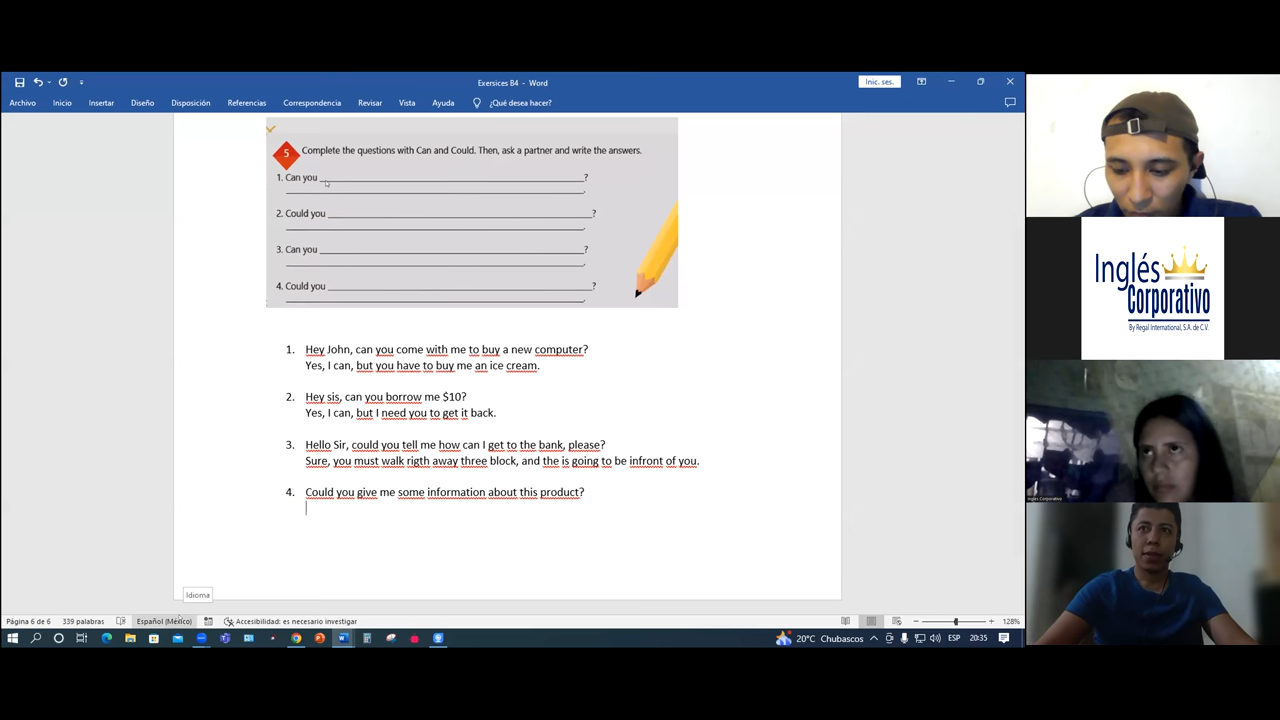 Exersices B4 - Word
Inic. ses.
Archivo Inicio Insertar Diseño Disposición Referencias Correspondencia Revisar Vista Ayuda ¿Qué desea hacer?
5 Complete the questions with Can and Could. Then, ask a partner and write the answers.
1. Can you ?
.
2. Could you ?
.
3. Can you ?
.
4. Could you ?
.
1. Hey John, can you come with me to buy a new computer?
Yes, I can, but you have to buy me an ice cream.
2. Hey sis, can you borrow me $10?
Yes, I can, but I need you to get it back.
3. Hello Sir, could you tell me how can I get to the bank, please?
Sure, you must walk rigth away three block, and the is going to be infront of you.
4. Could you give me some information about this product?
Idioma
Página 6 de 6 339 palabras Español (México) Accesibilidad: es necesario investigar 128%
20°C Chubascos ESP 20:35
Inglés
Corporativo
By Regal International, S.A. de C.V.
Inglés Corporativo